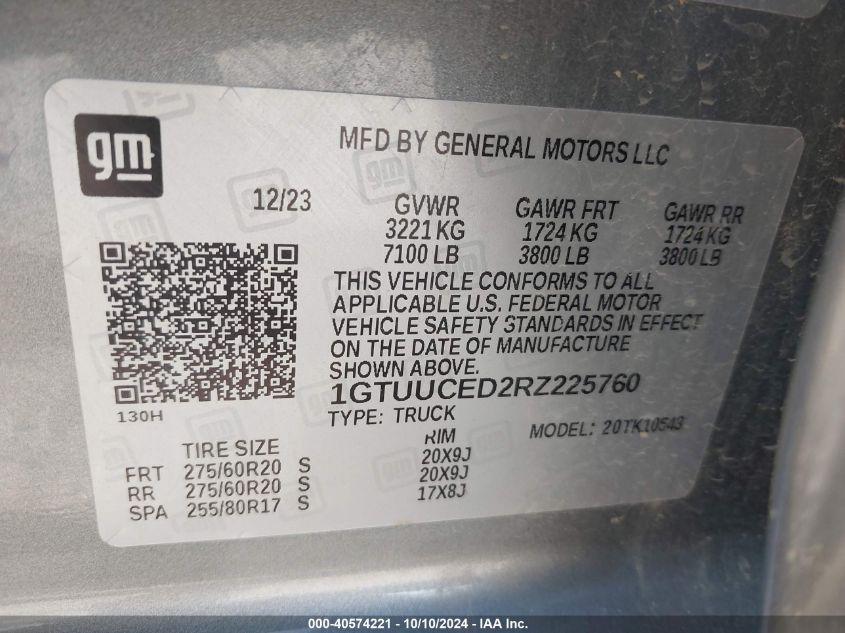 gm
MFD BY GENERAL MOTORS LLC
12/23 GVWR GAWR FRT GAWR RR
3221 KG 1724 KG 1724 KG
7100 LB 3800 LB 3800 LB
THIS VEHICLE CONFORMS TO ALL
APPLICABLE U.S. FEDERAL MOTOR
VEHICLE SAFETY STANDARDS IN EFFECT
ON THE DATE OF MANUFACTURE
SHOWN ABOVE.
1GTUUCED2RZ225760
130H
TYPE: TRUCK MODEL: 20TK10543
TIRE SIZE RIM
FRT 275/60R20 S 20X9J
RR 275/60R20 S 20X9J
SPA 255/80R17 S 17X8J
000-40574221 - 10/10/2024 - IAA Inc.